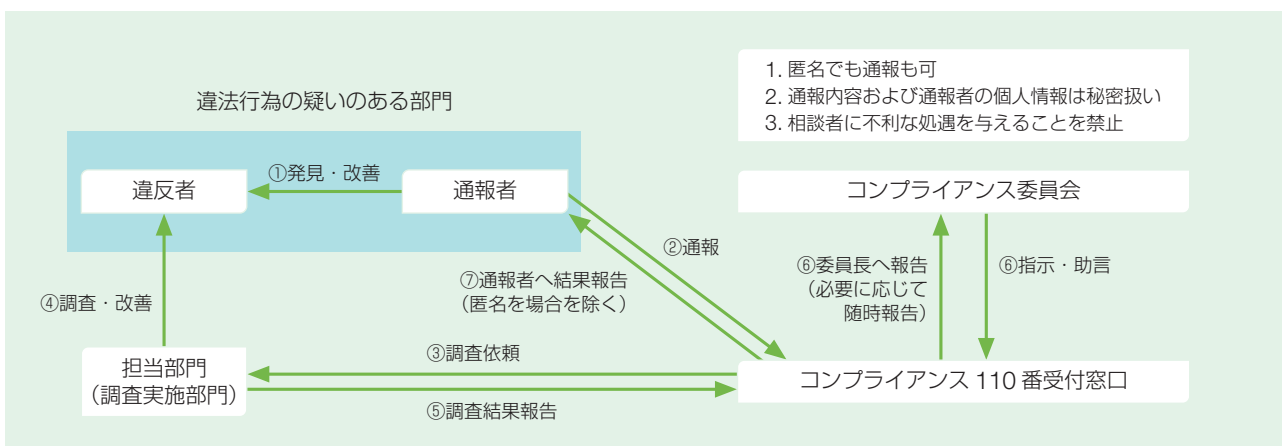 1. 匿名でも通報も可
2. 通報内容および通報者の個人情報は秘密扱い
3. 相談者に不利な処遇を与えることを禁止
違法行為の疑いのある部門
違反者
①発見・改善
通報者
コンプライアンス委員会
②通報
⑦通報者へ結果報告
（匿名を場合を除く）
⑥委員長へ報告
（必要に応じて
随時報告）
⑥指示・助言
④調査・改善
担当部門
（調査実施部門）
③調査依頼
⑤調査結果報告
コンプライアンス 110 番受付窓口